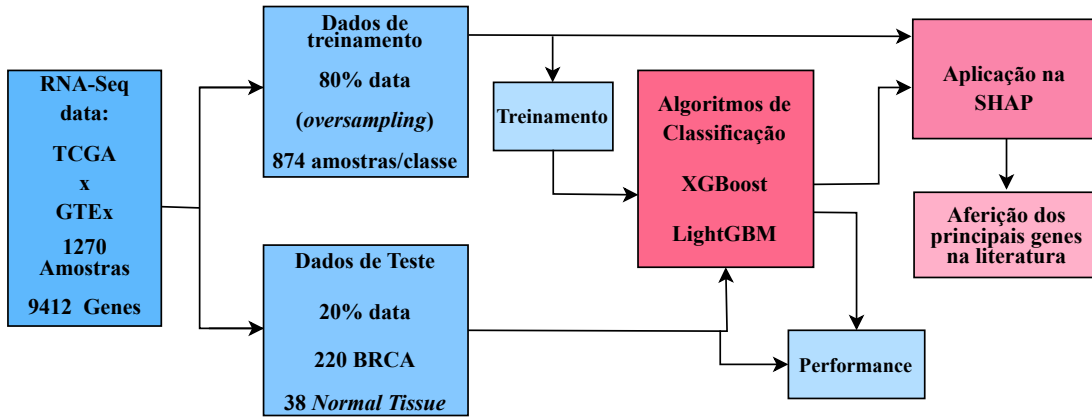 RNA-Seq
data:
TCGA
x
GTEx
1270
Amostras
9412 Genes
Dados de
treinamento
80% data
(oversampling)
874 amostras/classe
Dados de Teste
20% data
220 BRCA
38 Normal Tissue
Treinamento
Algoritmos de
Classificação
XGBoost
LightGBM
Performance
Aplicação na
SHAP
Aferição dos
principais genes
na literatura